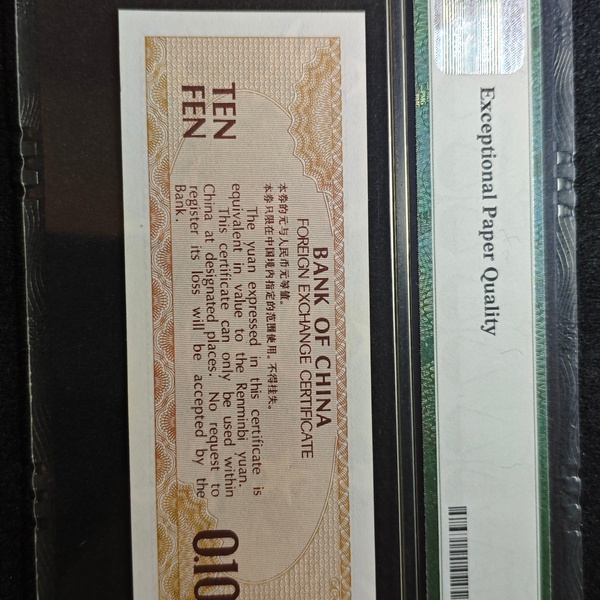 Exceptional Paper Quality
BANK OF CHINA
FOREIGN EXCHANGE CERTIFICATE
TEN
FEN
本券的元与人民币元等值。
本券只限在中国境内指定的范围使用。不得挂失。
The yuan expressed in this certificate is
equivalent in value to the Renminbi yuan.
This certificate can only be used within
China at designated places. No request to
register its loss will be accepted by the
Bank.
0.10